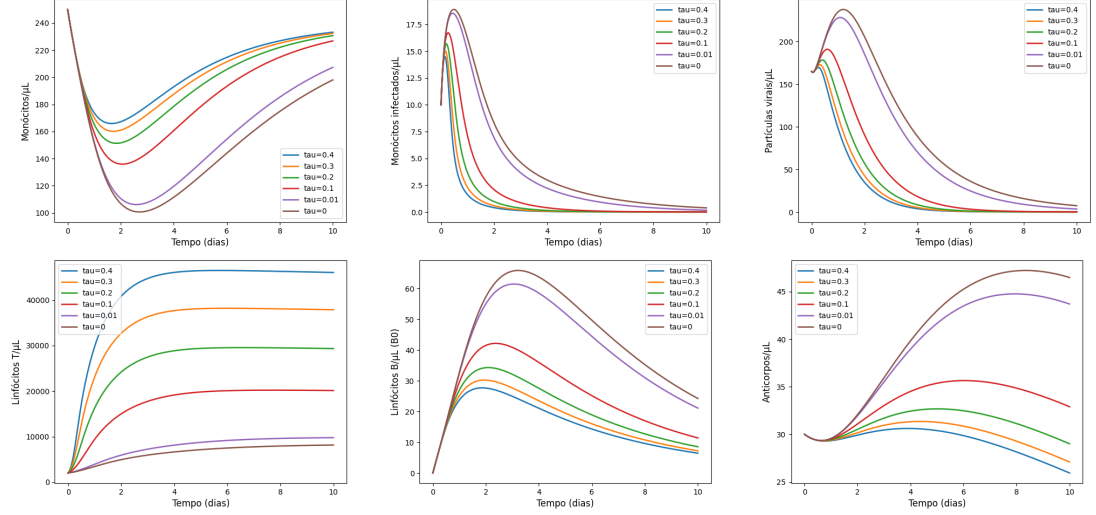 Monócitos/µL
240
220
200
180
160
140
120
100
tau=0.4
tau=0.3
tau=0.2
tau=0.1
tau=0.01
tau=0
0
2
4
6
8
10
Tempo (dias)
Monócitos infectados/µL
17.5
15.0
12.5
10.0
7.5
5.0
2.5
0.0
tau=0.4
tau=0.3
tau=0.2
tau=0.1
tau=0.01
tau=0
0
2
4
6
8
10
Tempo (dias)
Partículas virais/µL
200
150
100
50
0
tau=0.4
tau=0.3
tau=0.2
tau=0.1
tau=0.01
tau=0
0
2
4
6
8
10
Tempo (dias)
Linfócitos T/µL
40000
30000
20000
10000
0
tau=0.4
tau=0.3
tau=0.2
tau=0.1
tau=0.01
tau=0
0
2
4
6
8
10
Tempo (dias)
Linfócitos B/µL (B0)
60
50
40
30
20
10
0
tau=0.4
tau=0.3
tau=0.2
tau=0.1
tau=0.01
tau=0
0
2
4
6
8
10
Tempo (dias)
Anticorpos/µL
45
40
35
30
25
tau=0.4
tau=0.3
tau=0.2
tau=0.1
tau=0.01
tau=0
0
2
4
6
8
10
Tempo (dias)